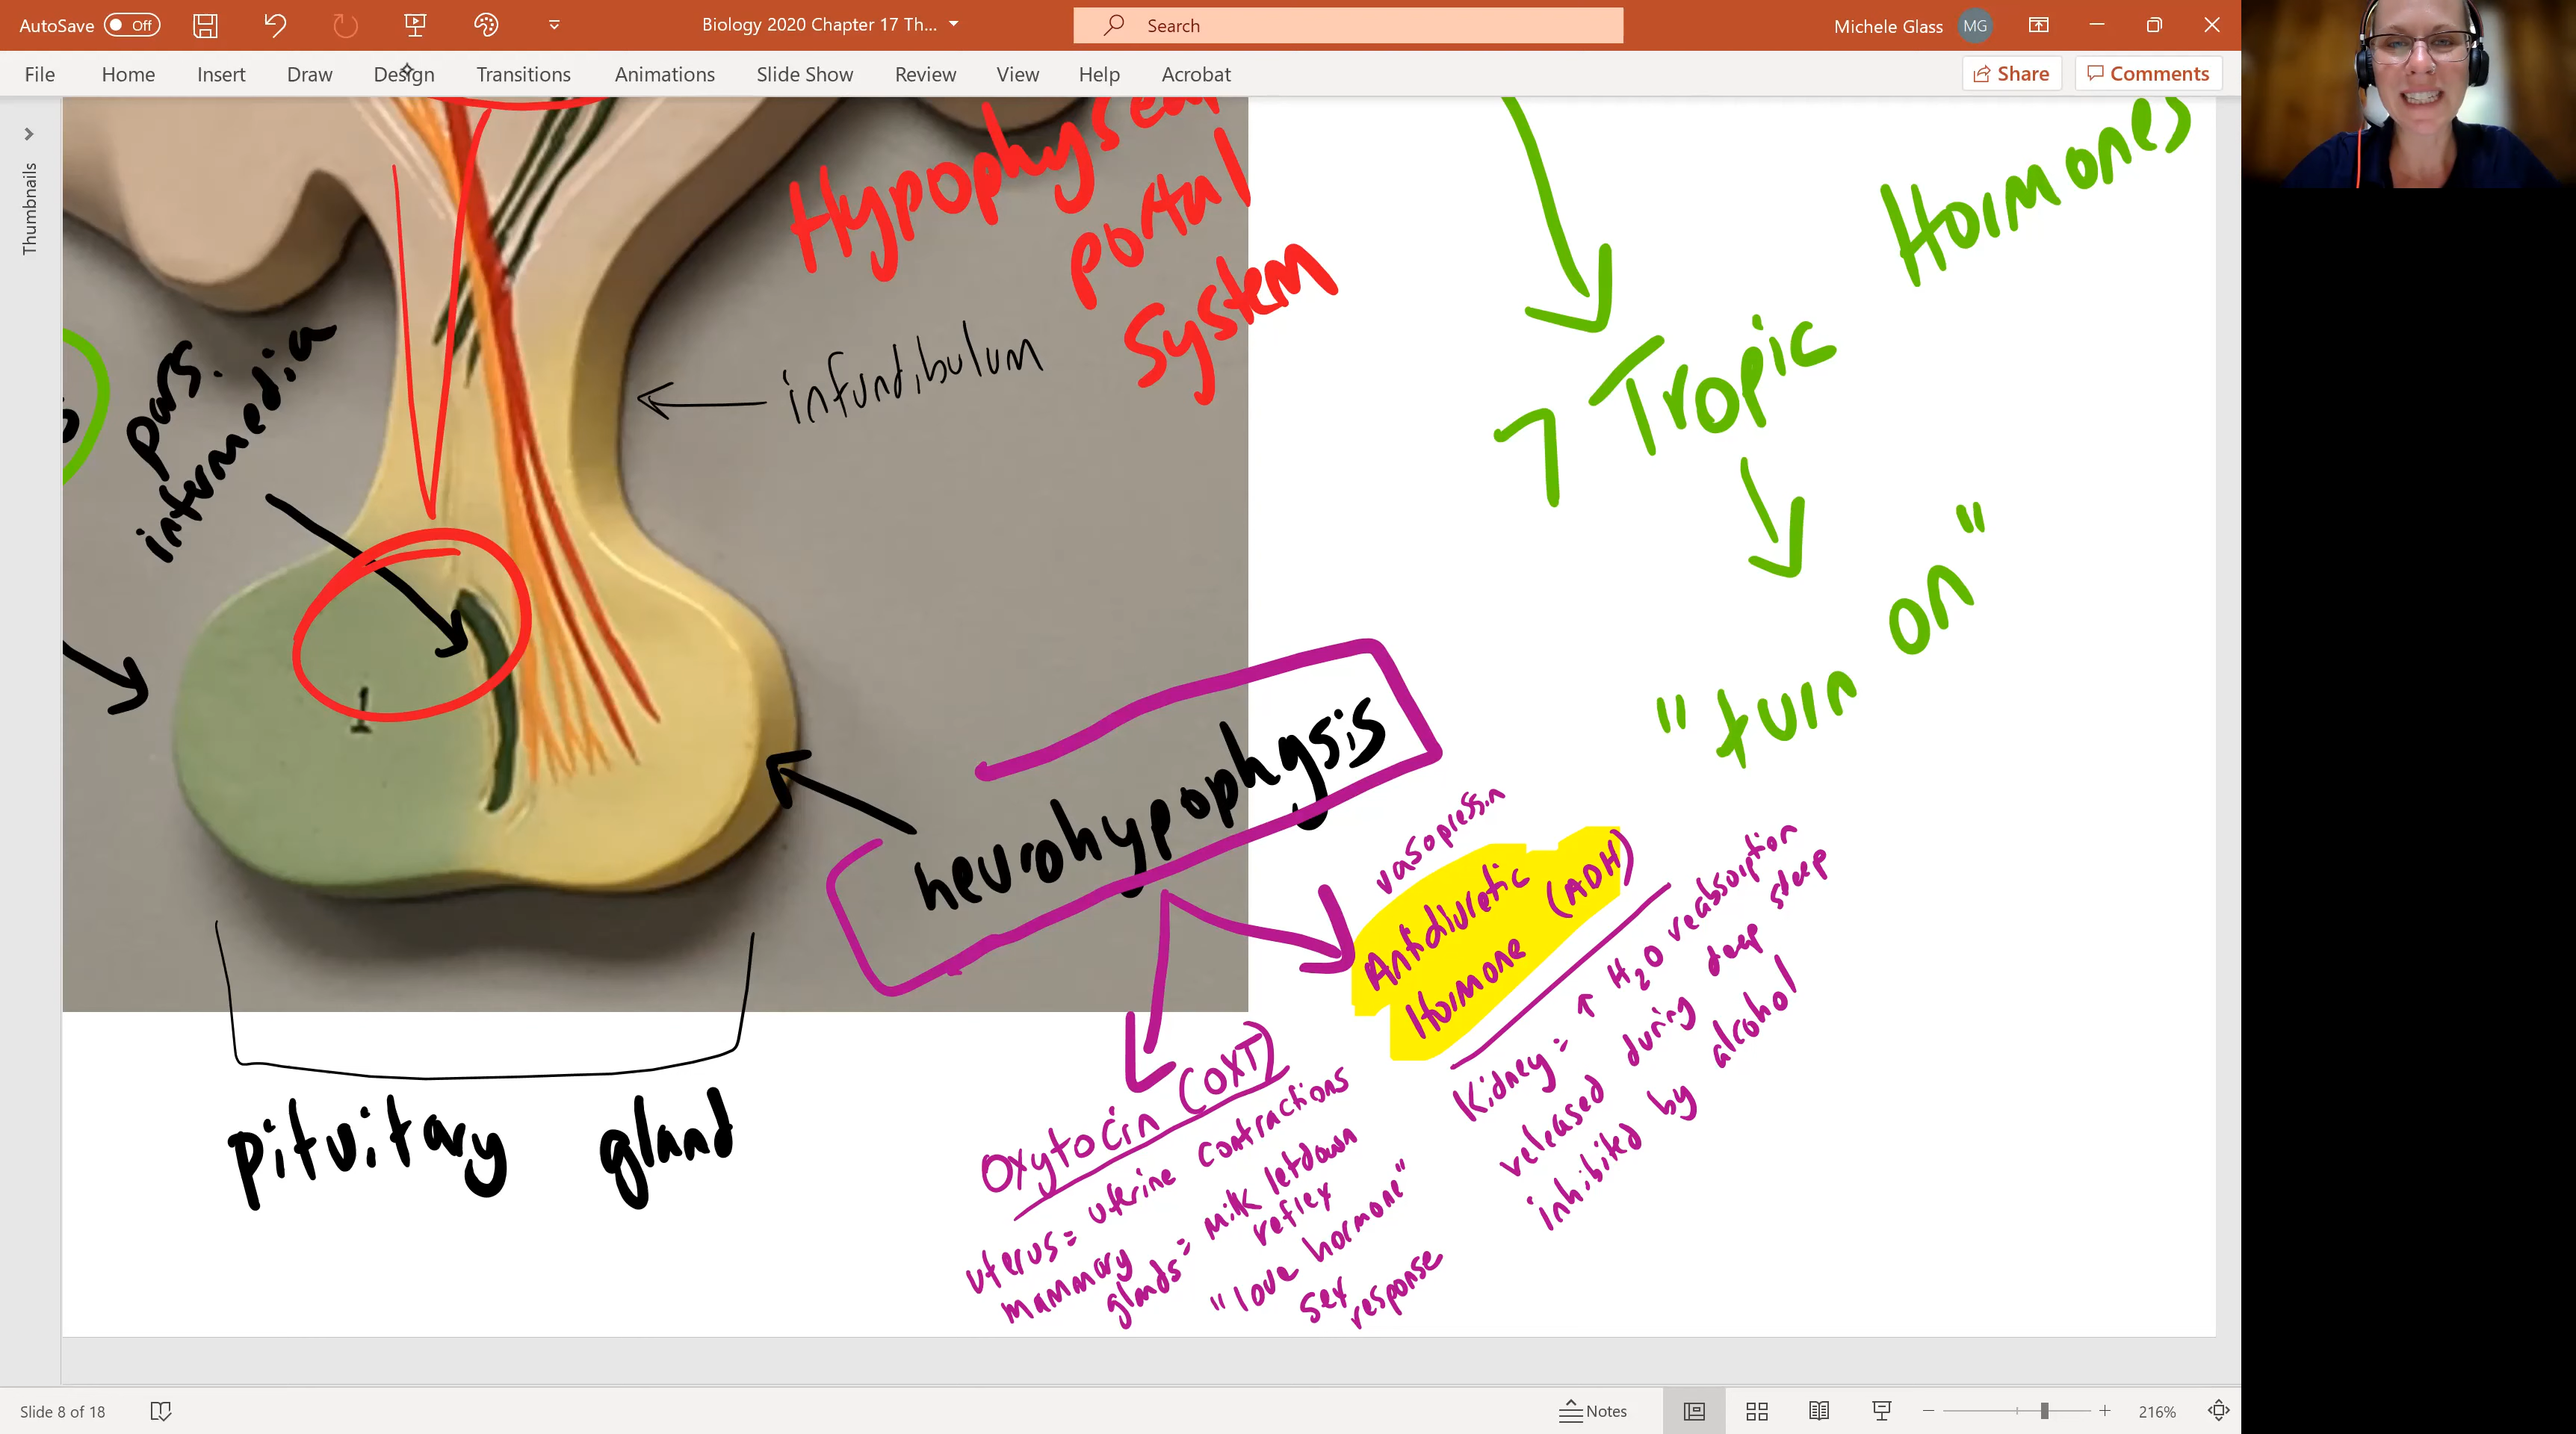 AutoSave Off
Biology 2020 Chapter 17 Th...
Search
Michele Glass MG
File Home Insert Draw Design Transitions Animations Slide Show Review View Help Acrobat
Share Comments
Thumbnails
Hypophyseal
portal
system
Hormones
7 Tropic
"turn on"
infundibulum
pars
intermedia
1
neurohypophysis
vasopressin
Antidiuretic
Hormone (ADH)
Kidney = ↑ H2O reabsorption
released during deep sleep
inhibited by alcohol
Oxytocin (OXT)
uterus = uterine contractions
mammary
glands = milk letdown
reflex
"love hormone"
sex
response
pituitary gland
Slide 8 of 18
Notes
216%